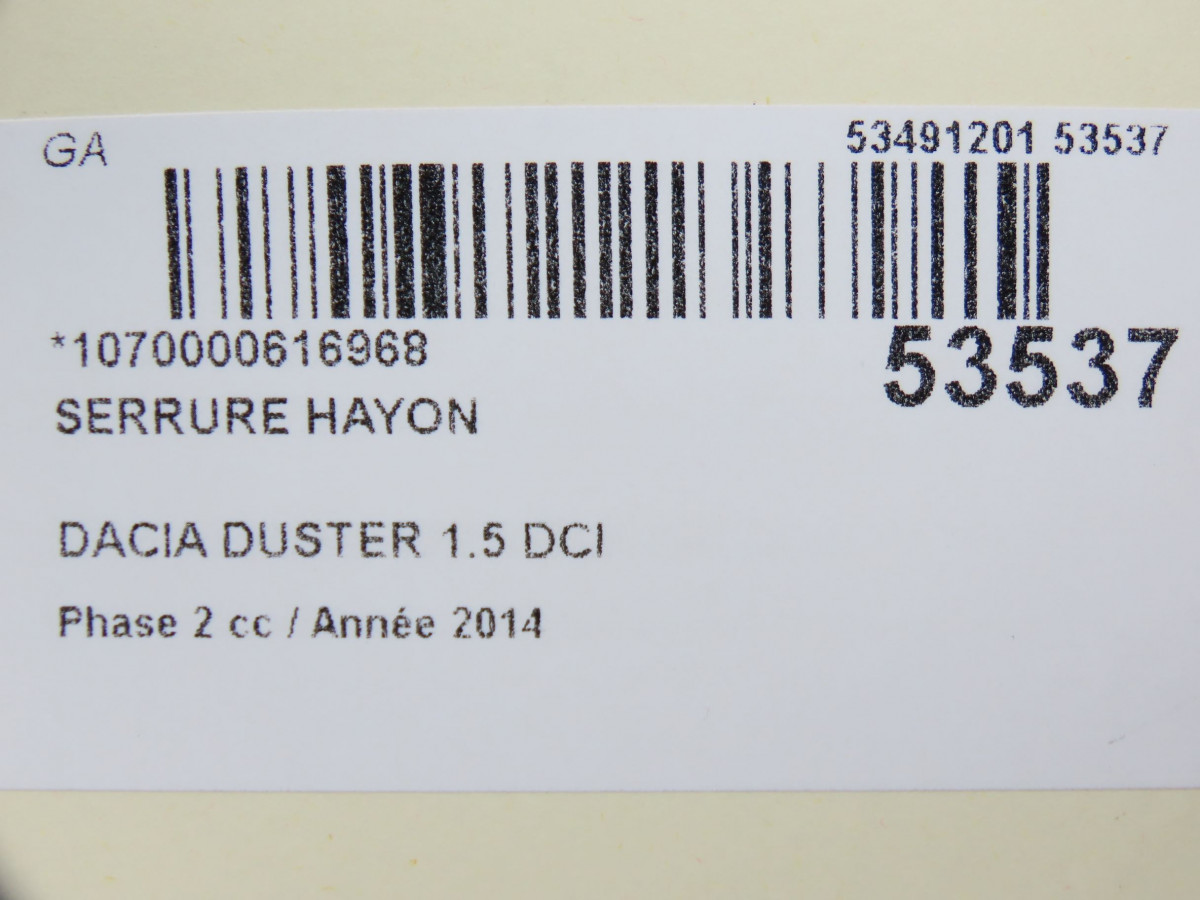 GA
53491201 53537
*1070000616968
53537
SERRURE HAYON
DACIA DUSTER 1.5 DCI
Phase 2 cc / Année 2014